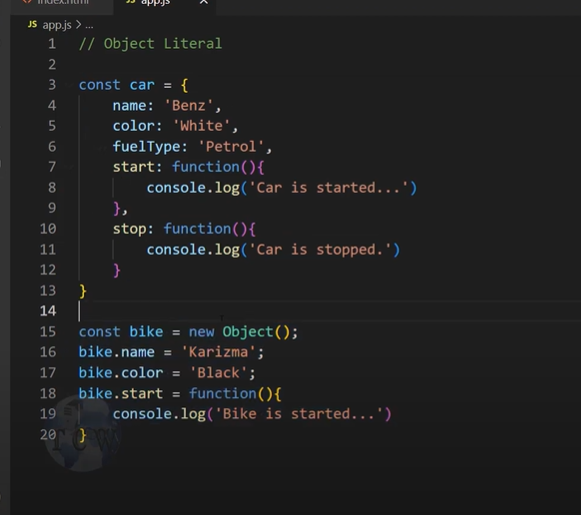 index.html
JS app.js ×
JS app.js > ...
1 // Object Literal
2
3 const car = {
4     name: 'Benz',
5     color: 'White',
6     fuelType: 'Petrol',
7     start: function(){
8         console.log('Car is started...')
9     },
10     stop: function(){
11         console.log('Car is stopped.')
12     }
13 }
14
15 const bike = new Object();
16 bike.name = 'Karizma';
17 bike.color = 'Black';
18 bike.start = function(){
19     console.log('Bike is started...')
20 }